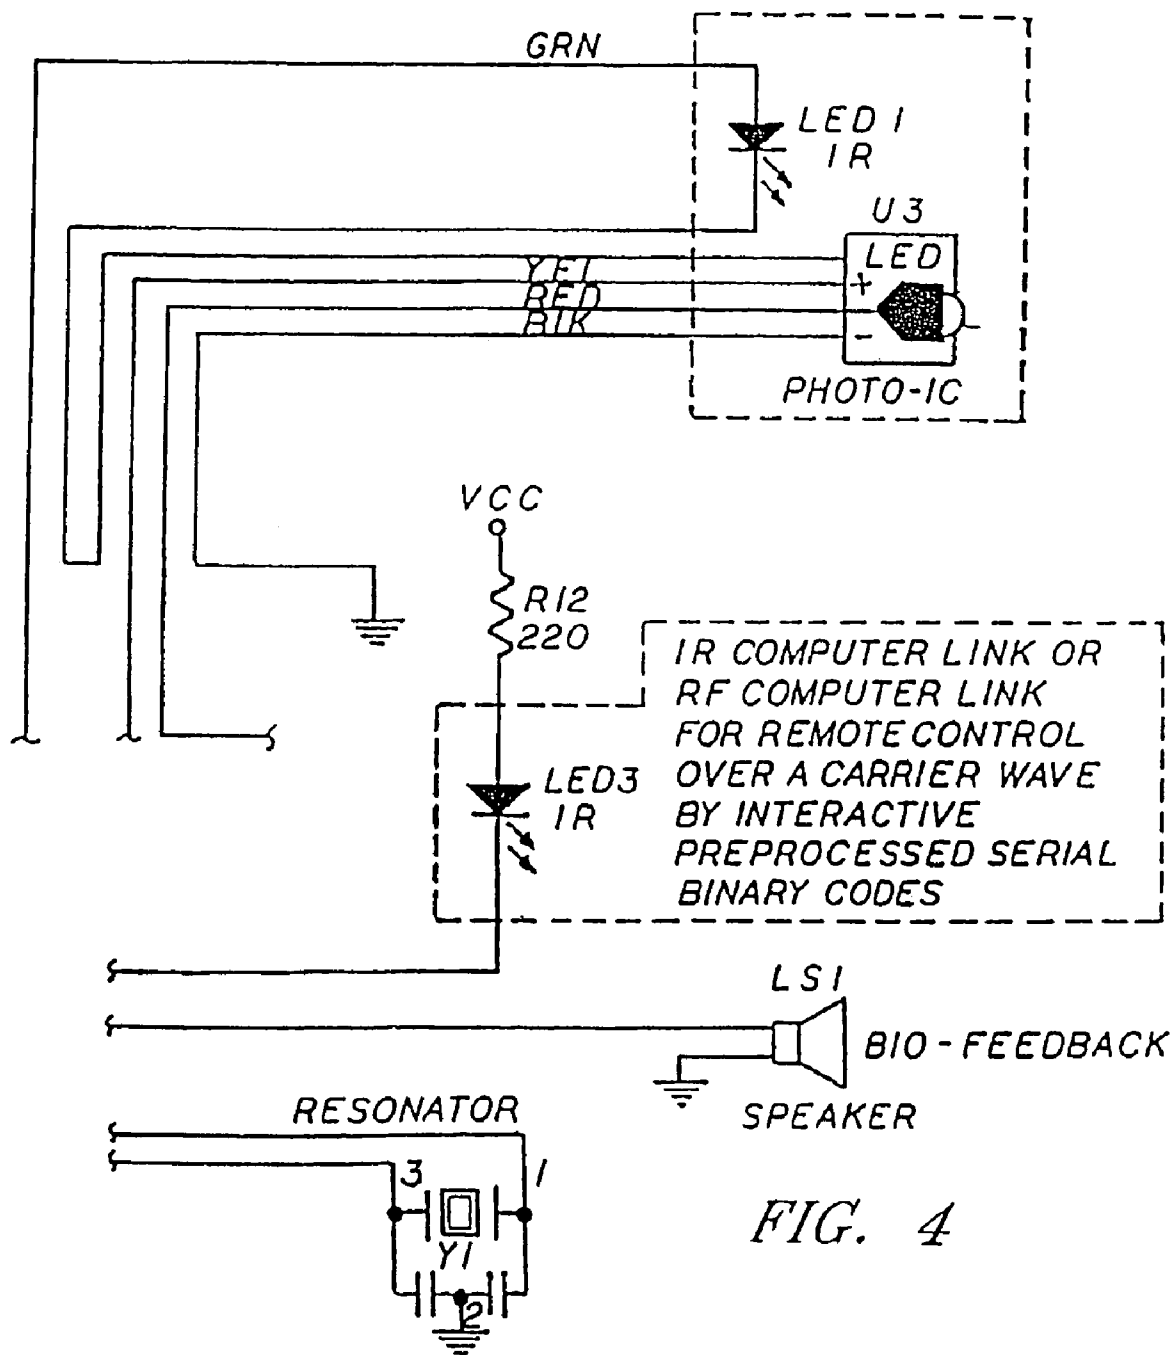 GRN
LED 1
IR
U3
LED
YEL
+
RED
BLK
-
PHOTO-IC
VCC
R12
220
IR COMPUTER LINK OR
RF COMPUTER LINK
FOR REMOTE CONTROL
OVER A CARRIER WAVE
BY INTERACTIVE
PREPROCESSED SERIAL
BINARY CODES
LED3
IR
LS1
BIO-FEEDBACK
SPEAKER
RESONATOR
3
1
Y1
2
FIG. 4